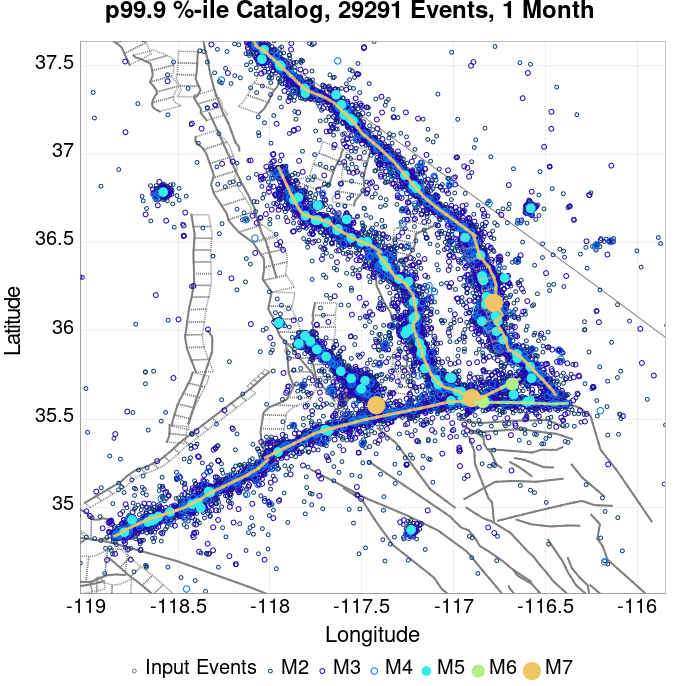 p99.9 %-ile Catalog, 29291 Events, 1 Month
37.5
37
36.5
36
35.5
35
Latitude
-119 -118.5 -118 -117.5 -117 -116.5 -116
Longitude
Input Events M2 M3 M4 M5 M6 M7